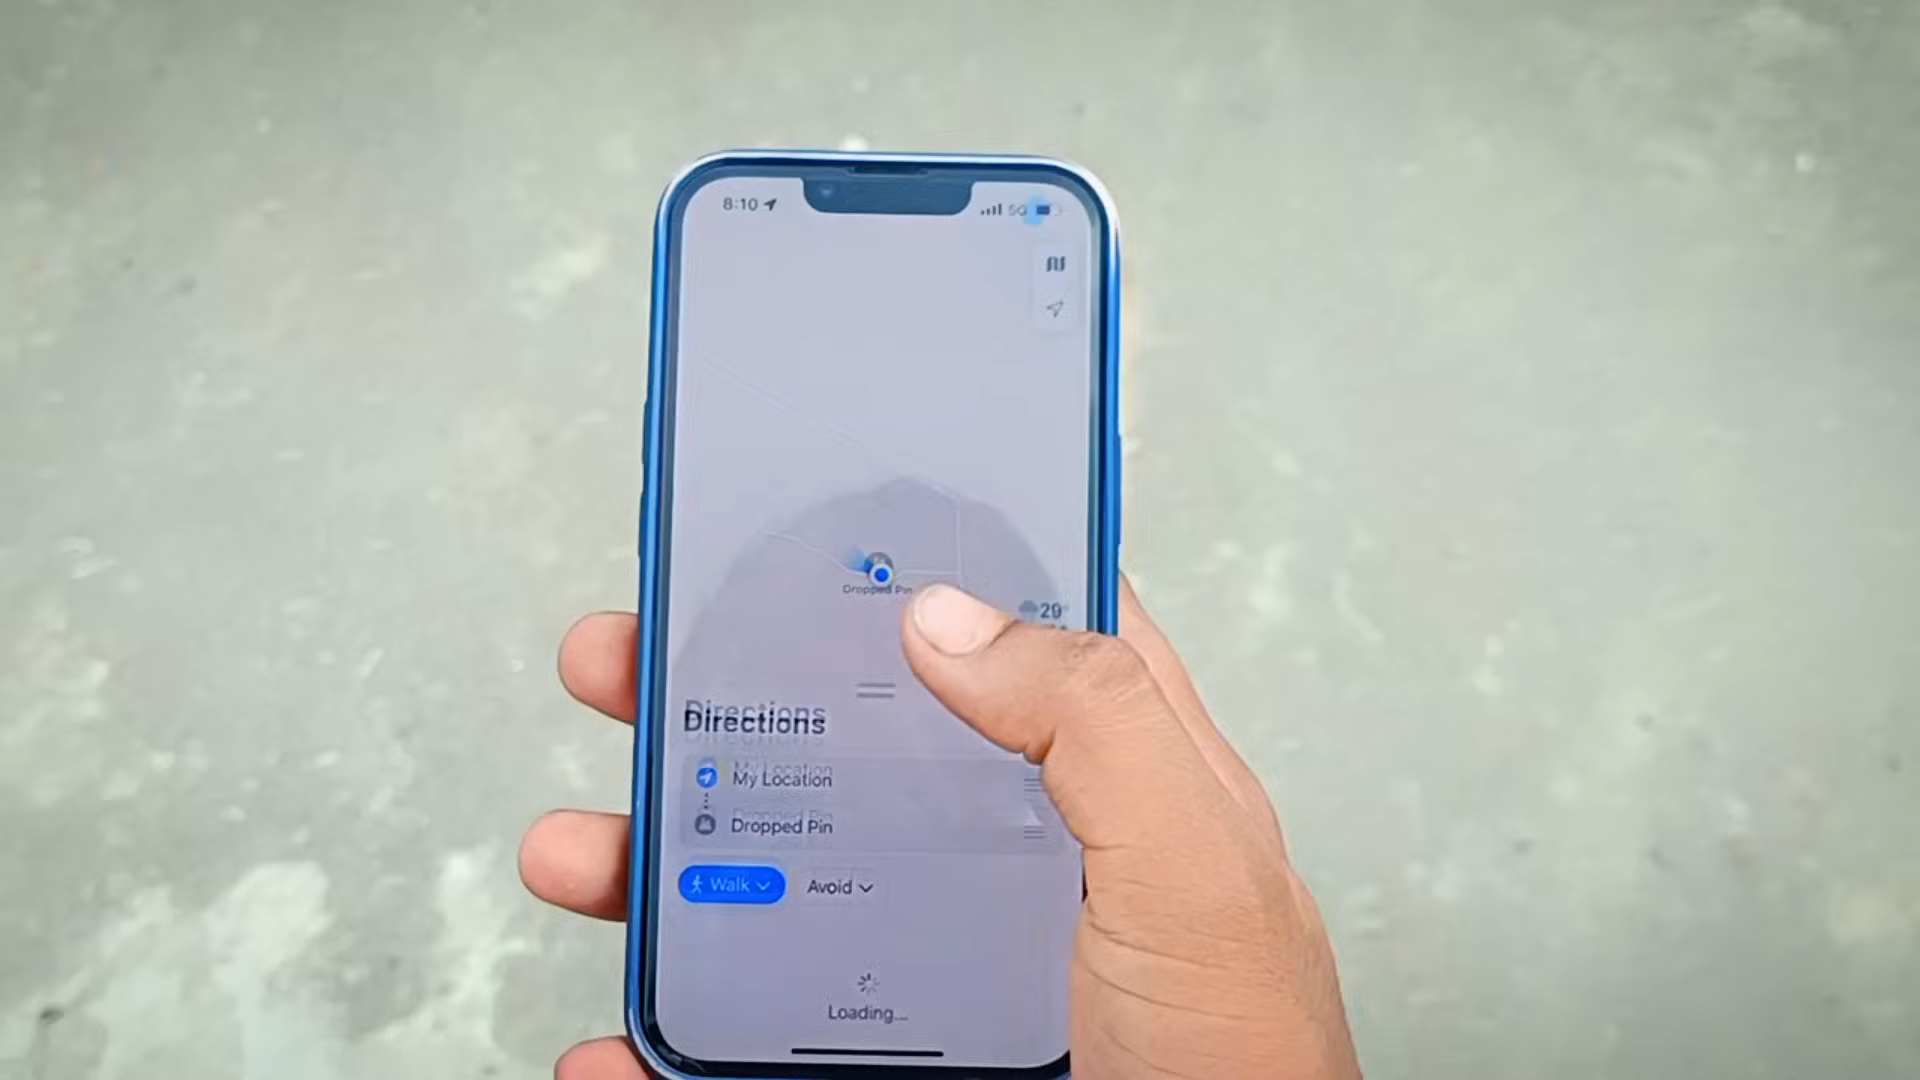 8:10
5G
Dropped Pin
29°
Directions
My Location
Dropped Pin
Walk
Avoid
Loading...